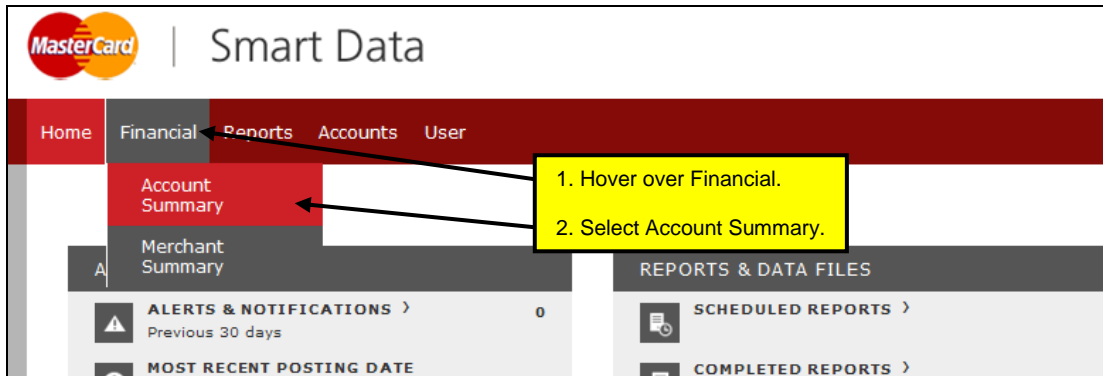 MasterCard
Smart Data
Home Financial Reports Accounts User
Account
Summary
Merchant
Summary
1. Hover over Financial.
2. Select Account Summary.
A
REPORTS & DATA FILES
ALERTS & NOTIFICATIONS > 0
Previous 30 days
SCHEDULED REPORTS >
MOST RECENT POSTING DATE
COMPLETED REPORTS >